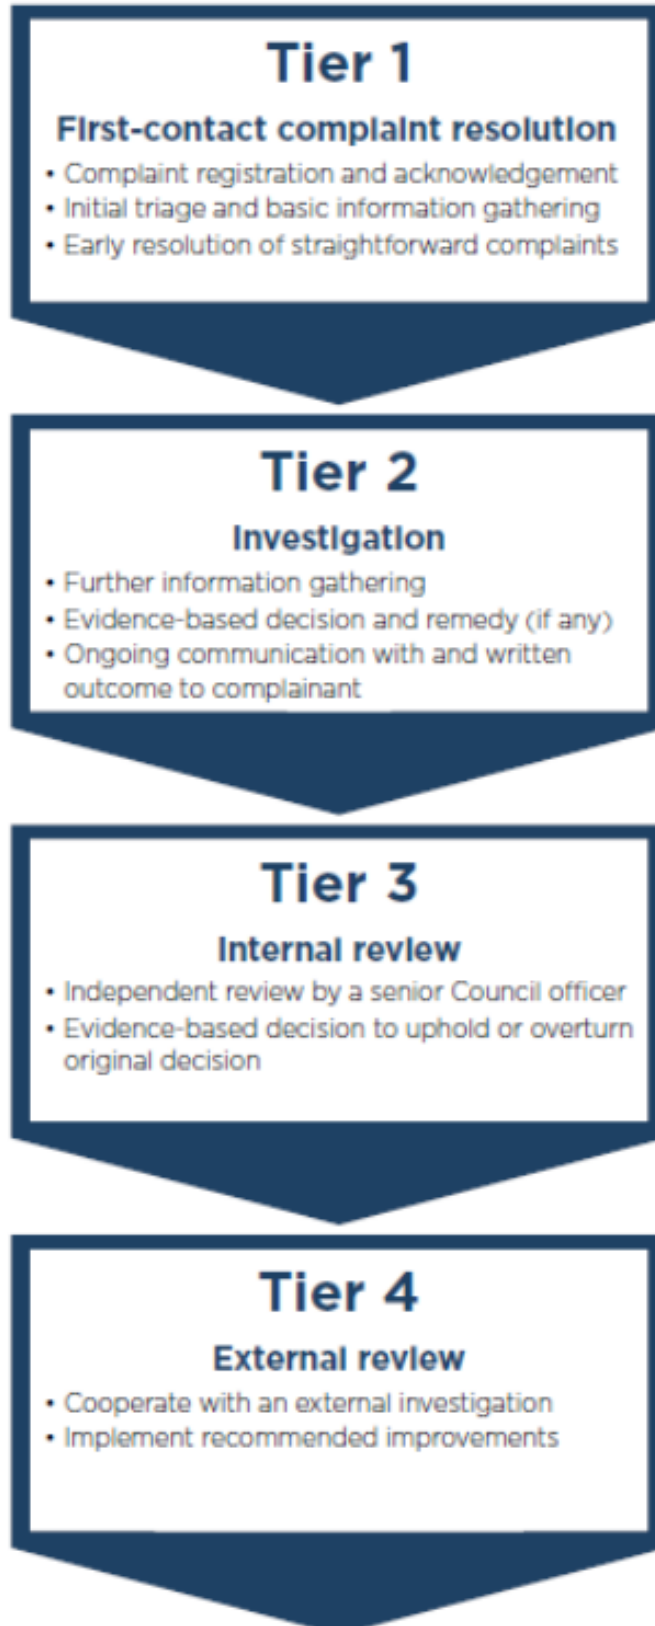 Tier 1
First-contact complaint resolution
• Complaint registration and acknowledgement
• Initial triage and basic information gathering
• Early resolution of straightforward complaints
Tier 2
Investigation
• Further information gathering
• Evidence-based decision and remedy (if any)
• Ongoing communication with and written
outcome to complainant
Tier 3
Internal review
• Independent review by a senior Council officer
• Evidence-based decision to uphold or overturn
original decision
Tier 4
External review
• Cooperate with an external investigation
• Implement recommended improvements